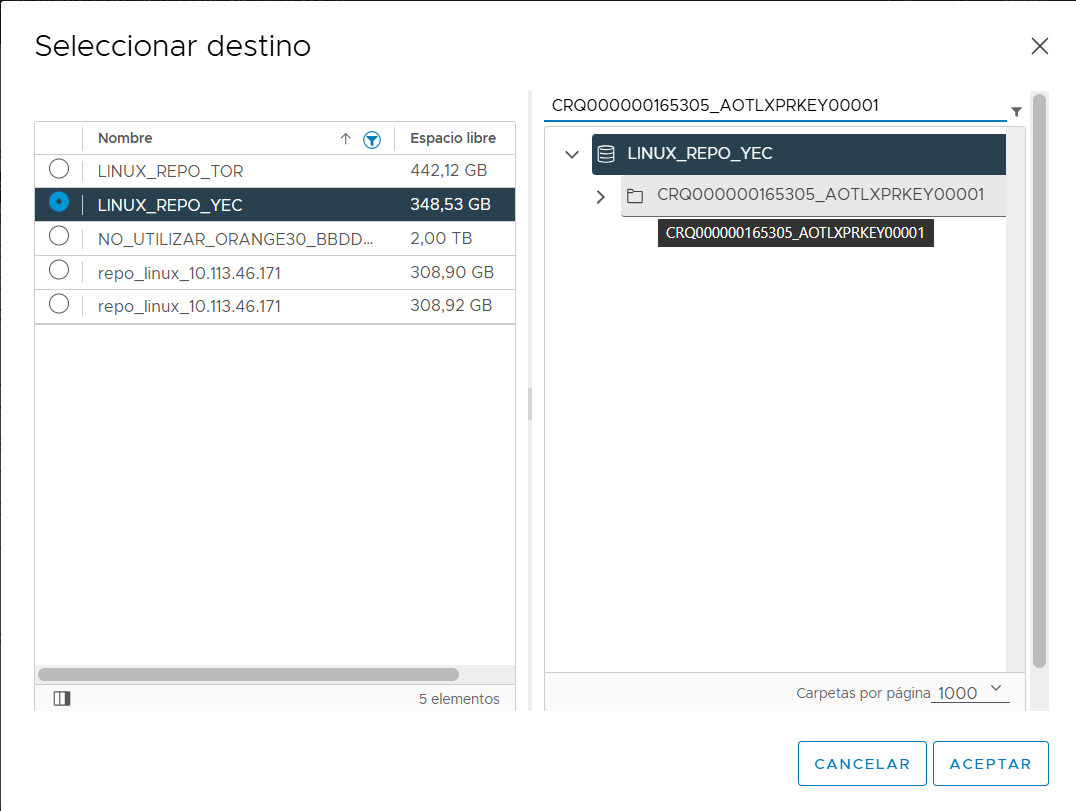 Seleccionar destino
CRQ000000165305_AOTLXPRKEY00001
Nombre Espacio libre
LINUX_REPO_TOR 442,12 GB
LINUX_REPO_YEC 348,53 GB
NO_UTILIZAR_ORANGE30_BBDD... 2,00 TB
repo_linux_10.113.46.171 308,90 GB
repo_linux_10.113.46.171 308,92 GB
5 elementos
LINUX_REPO_YEC
CRQ000000165305_AOTLXPRKEY00001
CRQ000000165305_AOTLXPRKEY00001
Carpetas por página 1000
CANCELAR ACEPTAR